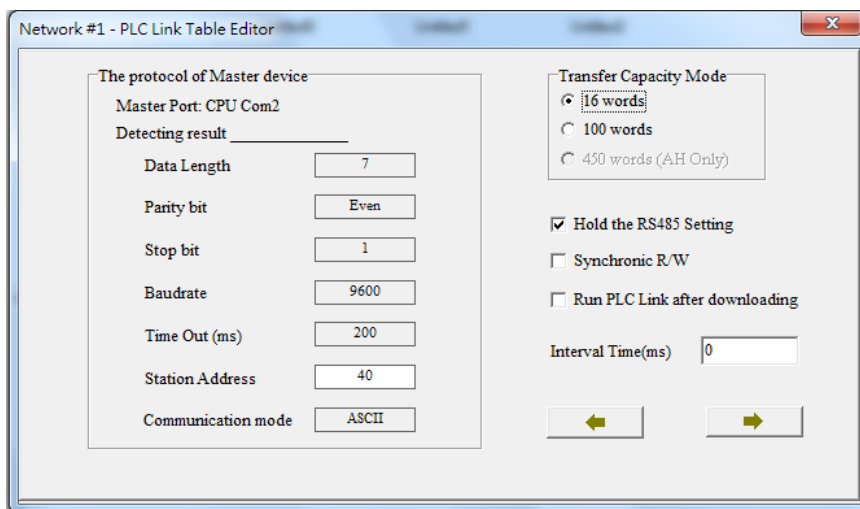 Network #1 - PLC Link Table Editor
The protocol of Master device
Master Port: CPU Com2
Detecting result
Data Length 7
Parity bit Even
Stop bit 1
Baudrate 9600
Time Out (ms) 200
Station Address 40
Communication mode ASCII
Transfer Capacity Mode
16 words
100 words
450 words (AH Only)
Hold the RS485 Setting
Synchronic R/W
Run PLC Link after downloading
Interval Time(ms) 0